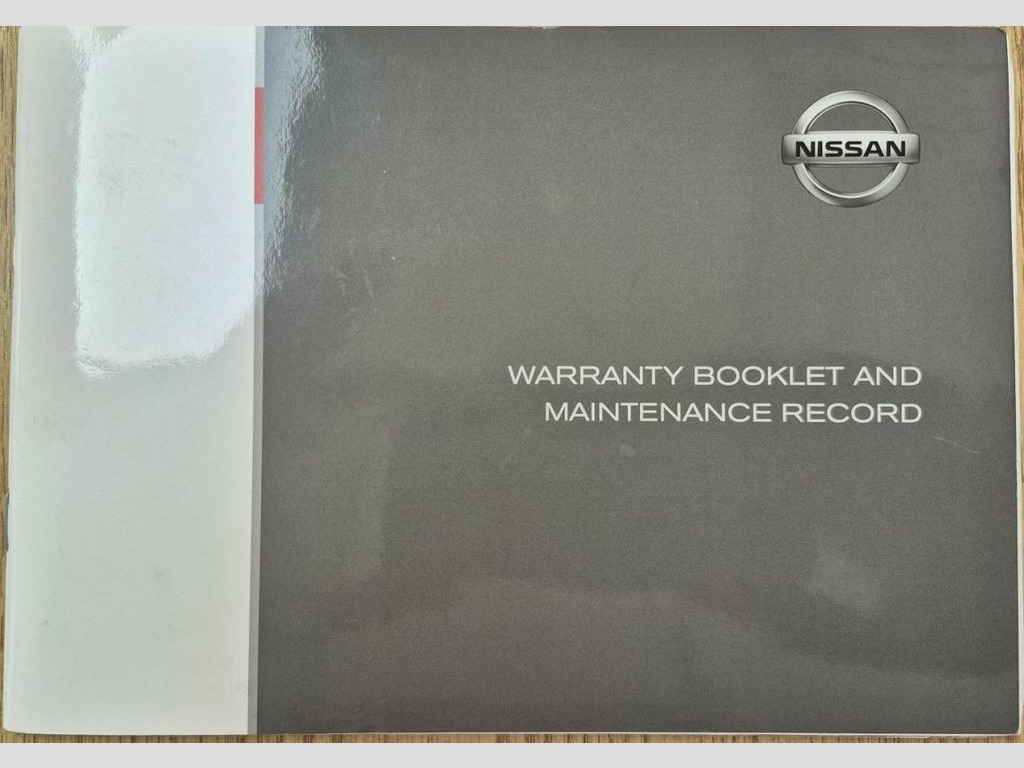 NISSAN
WARRANTY BOOKLET AND
MAINTENANCE RECORD